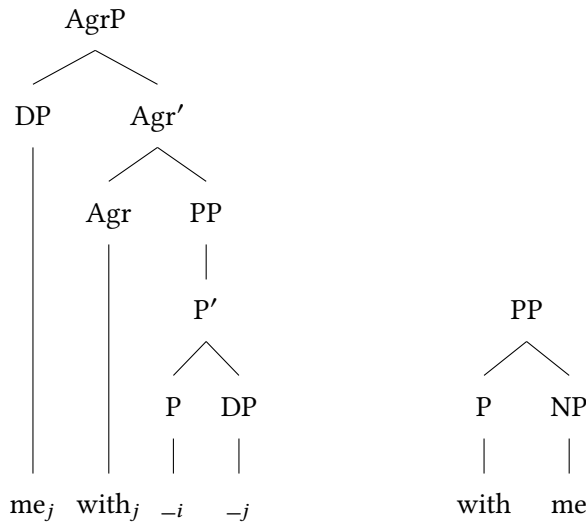 AgrP
DP Agr′
Agr PP
P′ PP
P DP P NP
me_j with_j _i _j with me